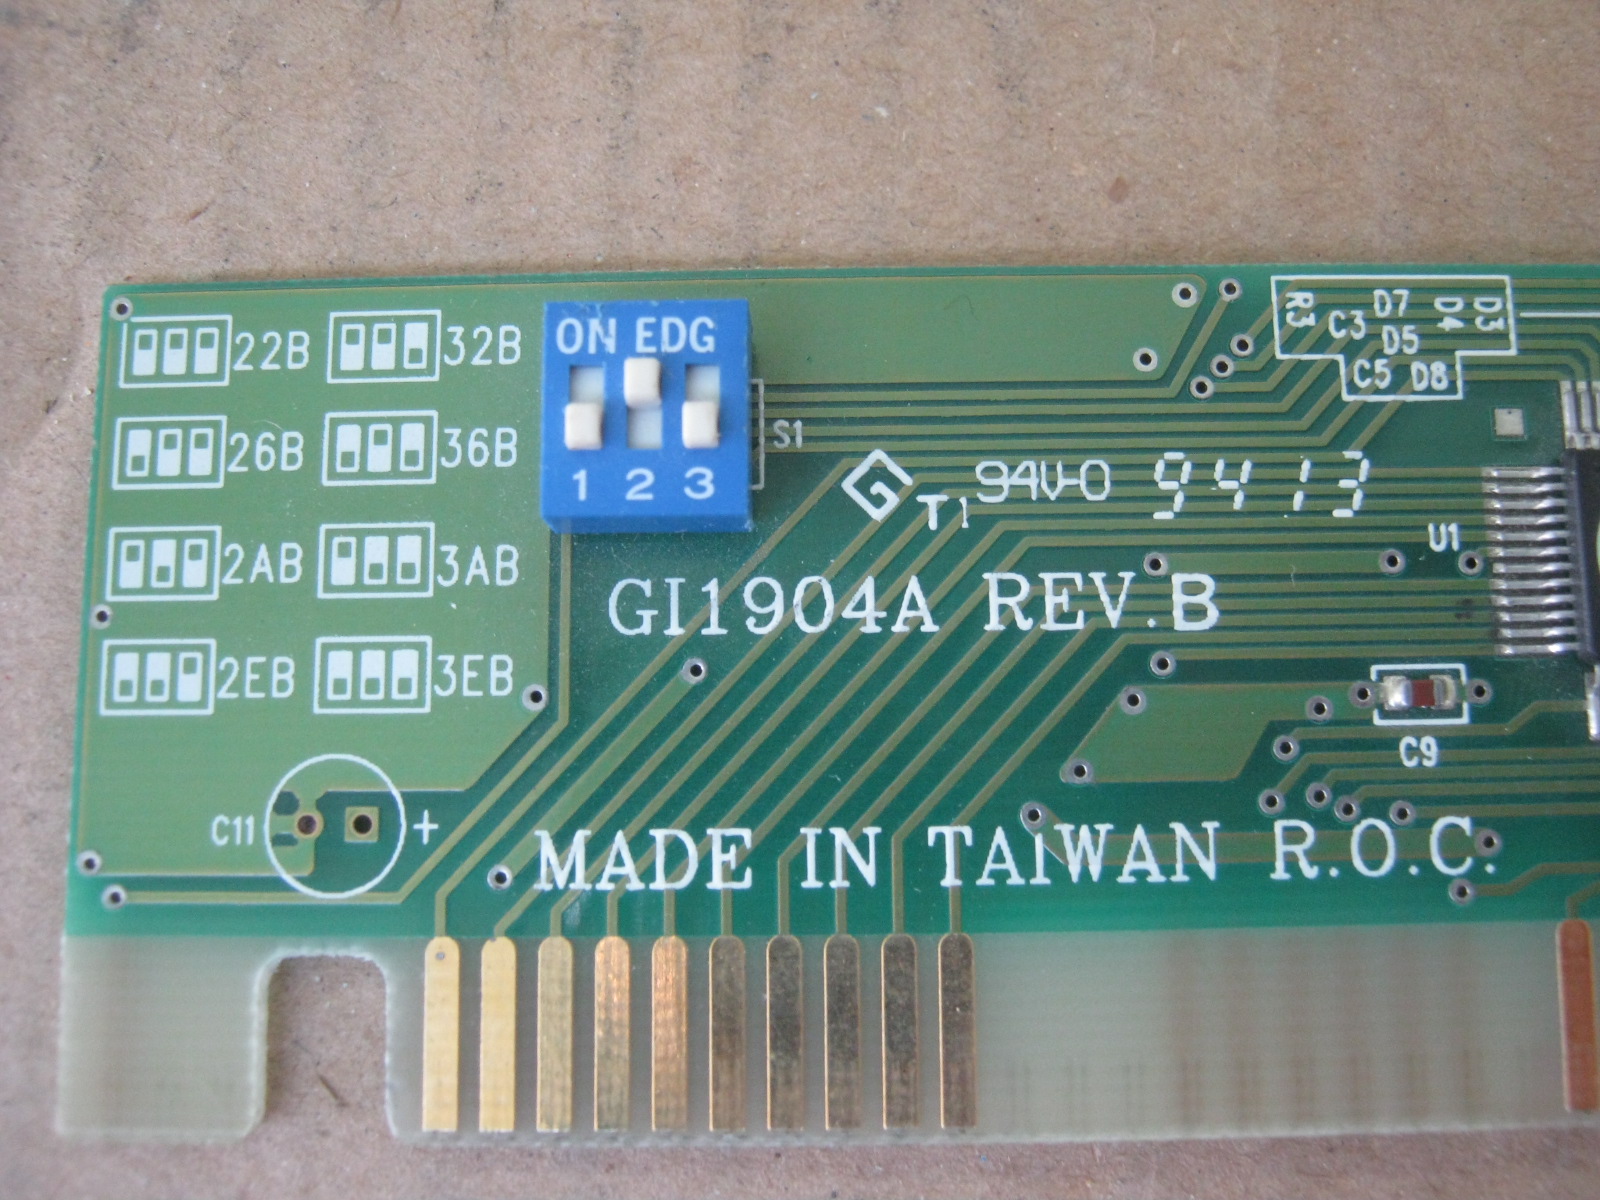 22B 32B
26B 36B
2AB 3AB
2EB 3EB
ON EDG
1 2 3
S1
R3 C3 D7 D5 D4 D3
C5 D8
94V-0 9413
T1
U1
GI1904A REV.B
C9
C11 +
MADE IN TAIWAN R.O.C.